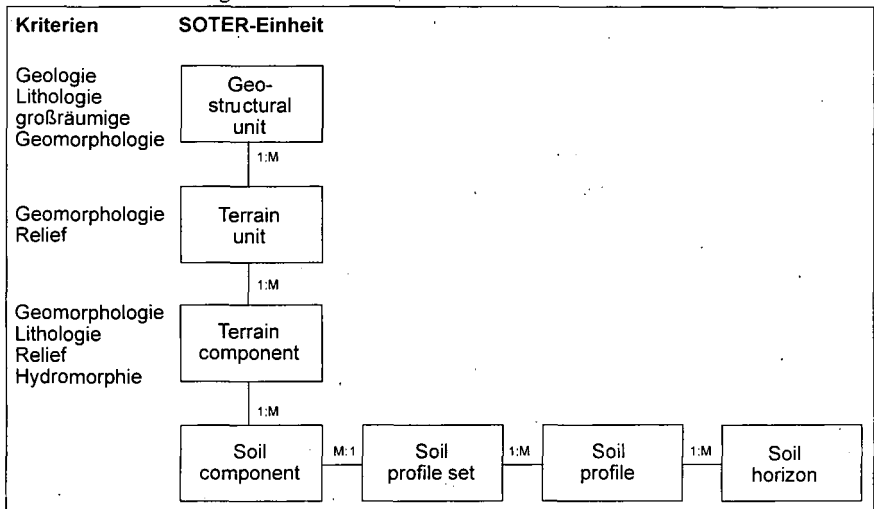 Kriterien SOTER-Einheit
Geologie
Lithologie
großräumige
Geomorphologie
Geo-
structural
unit
1:M
Geomorphologie
Relief
Terrain
unit
1:M
Geomorphologie
Lithologie
Relief
Hydromorphie
Terrain
component
1:M
Soil
component
M:1
Soil
profile set
1:M
Soil
profile
1:M
Soil
horizon